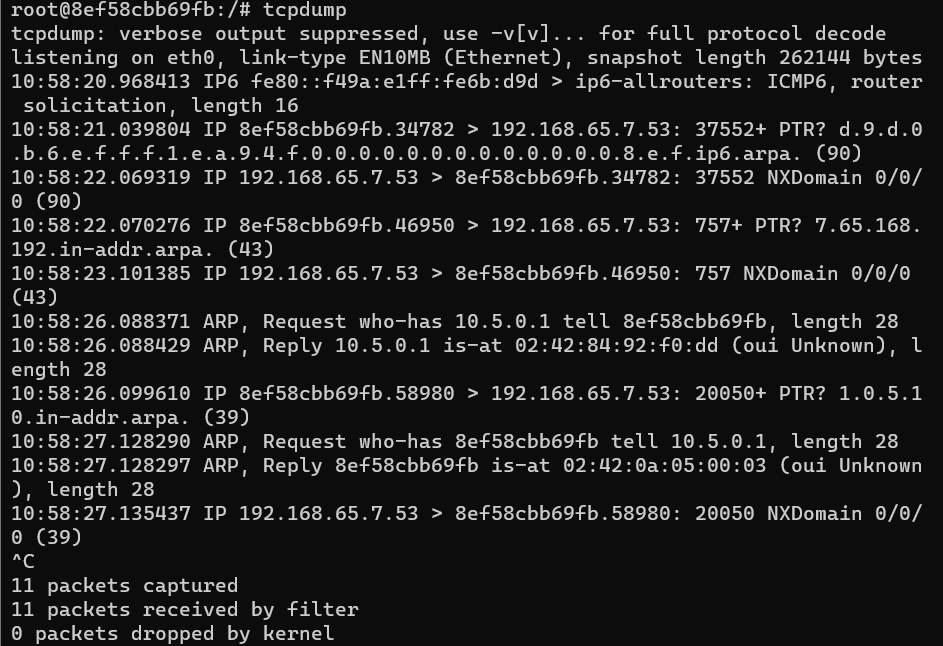 root@8ef58cbb69fb:/# tcpdump
tcpdump: verbose output suppressed, use -v[v]... for full protocol decode
listening on eth0, link-type EN10MB (Ethernet), snapshot length 262144 bytes
10:58:20.968413 IP6 fe80::f49a:e1ff:fe6b:d9d > ip6-allrouters: ICMP6, router
 solicitation, length 16
10:58:21.039804 IP 8ef58cbb69fb.34782 > 192.168.65.7.53: 37552+ PTR? d.9.d.0
.b.6.e.f.f.f.1.e.a.9.4.f.0.0.0.0.0.0.0.0.0.0.0.0.0.8.e.f.ip6.arpa. (90)
10:58:22.069319 IP 192.168.65.7.53 > 8ef58cbb69fb.34782: 37552 NXDomain 0/0/
0 (90)
10:58:22.070276 IP 8ef58cbb69fb.46950 > 192.168.65.7.53: 757+ PTR? 7.65.168.
192.in-addr.arpa. (43)
10:58:23.101385 IP 192.168.65.7.53 > 8ef58cbb69fb.46950: 757 NXDomain 0/0/0
(43)
10:58:26.088371 ARP, Request who-has 10.5.0.1 tell 8ef58cbb69fb, length 28
10:58:26.088429 ARP, Reply 10.5.0.1 is-at 02:42:84:92:f0:dd (oui Unknown), l
ength 28
10:58:26.099610 IP 8ef58cbb69fb.58980 > 192.168.65.7.53: 20050+ PTR? 1.0.5.1
0.in-addr.arpa. (39)
10:58:27.128290 ARP, Request who-has 8ef58cbb69fb tell 10.5.0.1, length 28
10:58:27.128297 ARP, Reply 8ef58cbb69fb is-at 02:42:0a:05:00:03 (oui Unknown
), length 28
10:58:27.135437 IP 192.168.65.7.53 > 8ef58cbb69fb.58980: 20050 NXDomain 0/0/
0 (39)
^C
11 packets captured
11 packets received by filter
0 packets dropped by kernel